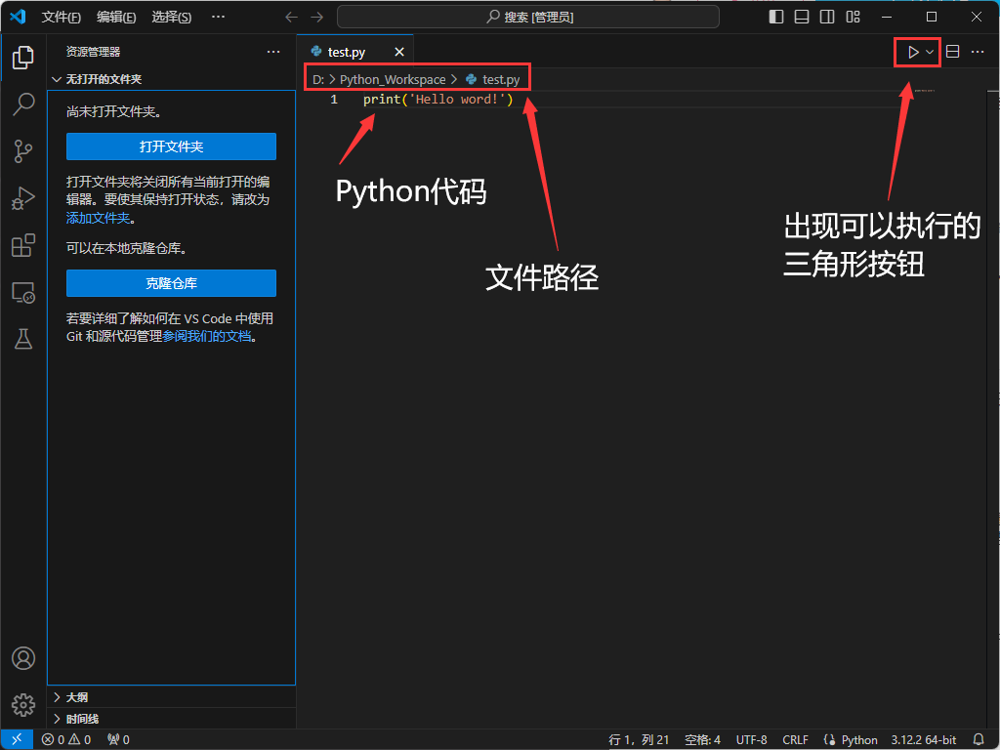 文件(F) 编辑(E) 选择(S) ··· 搜索 [管理员]
资源管理器 ···
无打开的文件夹
尚未打开文件夹。
打开文件夹
打开文件夹将关闭所有当前打开的编
辑器。要使其保持打开状态，请改为
添加文件夹。
可以在本地克隆仓库。
克隆仓库
若要详细了解如何在 VS Code 中使用
Git 和源代码管理参阅我们的文档。
大纲
时间线
test.py
D: > Python_Workspace > test.py
1 print('Hello word!')
Python代码
文件路径
出现可以执行的
三角形按钮
0 0 0 行 1，列 21 空格: 4 UTF-8 CRLF Python 3.12.2 64-bit